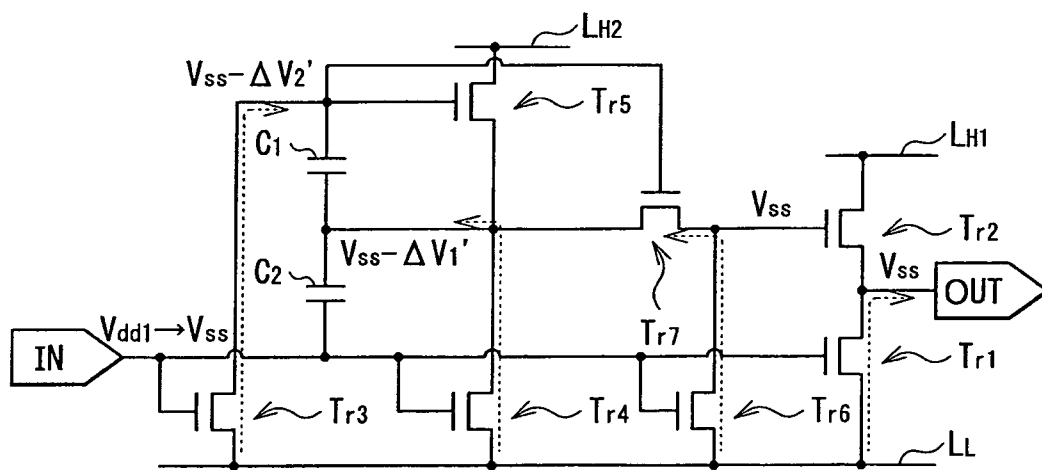 LH2
Vss-ΔV2'
Tr5
C1
LH1
Vss
Tr2
Vss-ΔV1'
Vss
C2
OUT
Vdd1→Vss
Tr7
IN
Tr1
Tr3
Tr4
Tr6
LL